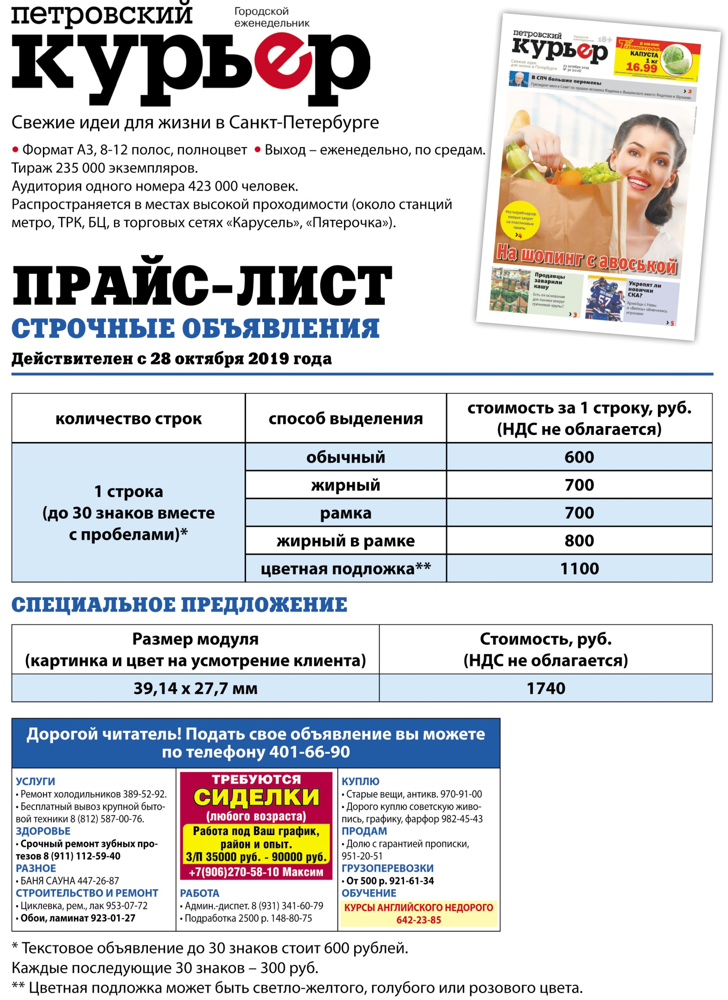 петровский
Городской
еженедельник
курьер
Свежие идеи для жизни в Санкт-Петербурге
• Формат А3, 8-12 полос, полноцвет • Выход – еженедельно, по средам.
Тираж 235 000 экземпляров.
Аудитория одного номера 423 000 человек.
Распространяется в местах высокой проходимости (около станций
метро, ТРК, БЦ, в торговых сетях «Карусель», «Пятерочка»).
петровский
Городской
еженедельник
18+
курьер
Свежие идеи
для жизни в Петербурге
23 октября 2019
№ 36 (1016)
648-5000
СЕМИШАГОФФ
КАПУСТА
1 кг
16.99
В СПЧ большие перемены
Президент ввел в Совет по правам человека Фадеева и Вышинского вместо Федотова и Шульман
› 2
Роспотребнадзор
готовит запрет
на пластиковые
пакеты
›4
На шопинг с авоськой
Продавцы
заварили
кашу
Есть ли основания
для паники вокруг
гречневой крупы?
› 3
57
Укрепят ли
новички
СКА?
Армейцы с Невы
и «Витязь» обменялись
игроками
› 5
ПРАЙС-ЛИСТ
СТРОЧНЫЕ ОБЪЯВЛЕНИЯ
Действителен с 28 октября 2019 года
количество строк
способ выделения
стоимость за 1 строку, руб.
(НДС не облагается)
1 строка
(до 30 знаков вместе
с пробелами)*
обычный
600
жирный
700
рамка
700
жирный в рамке
800
цветная подложка**
1100
СПЕЦИАЛЬНОЕ ПРЕДЛОЖЕНИЕ
Размер модуля
(картинка и цвет на усмотрение клиента)
Стоимость, руб.
(НДС не облагается)
39,14 х 27,7 мм
1740
Дорогой читатель! Подать свое объявление вы можете
по телефону 401-66-90
УСЛУГИ
• Ремонт холодильников 389-52-92.
• Бесплатный вывоз крупной быто-
вой техники 8 (812) 587-00-76.
ЗДОРОВЬЕ
• Срочный ремонт зубных про-
тезов 8 (911) 112-59-40
РАЗНОЕ
• БАНЯ САУНА 447-26-87
СТРОИТЕЛЬСТВО И РЕМОНТ
• Циклевка, рем., лак 953-07-72
• Обои, ламинат 923-01-27
ТРЕБУЮТСЯ
СИДЕЛКИ
(любого возраста)
Работа под Ваш график,
район и опыт.
З/П 35000 руб. - 90000 руб.
+7(906)270-58-10 Максим
РАБОТА
• Админ.-диспет. 8 (931) 341-60-79
• Подработка 2500 р. 148-80-75
КУПЛЮ
• Старые вещи, антикв. 970-91-00
• Дорого куплю советскую живо-
пись, графику, фарфор 982-45-43
ПРОДАМ
• Долю с гарантией прописки,
951-20-51
ГРУЗОПЕРЕВОЗКИ
• От 500 р. 921-61-34
ОБУЧЕНИЕ
КУРСЫ АНГЛИЙСКОГО НЕДОРОГО
642-23-85
* Текстовое объявление до 30 знаков стоит 600 рублей.
Каждые последующие 30 знаков – 300 руб.
** Цветная подложка может быть светло-желтого, голубого или розового цвета.